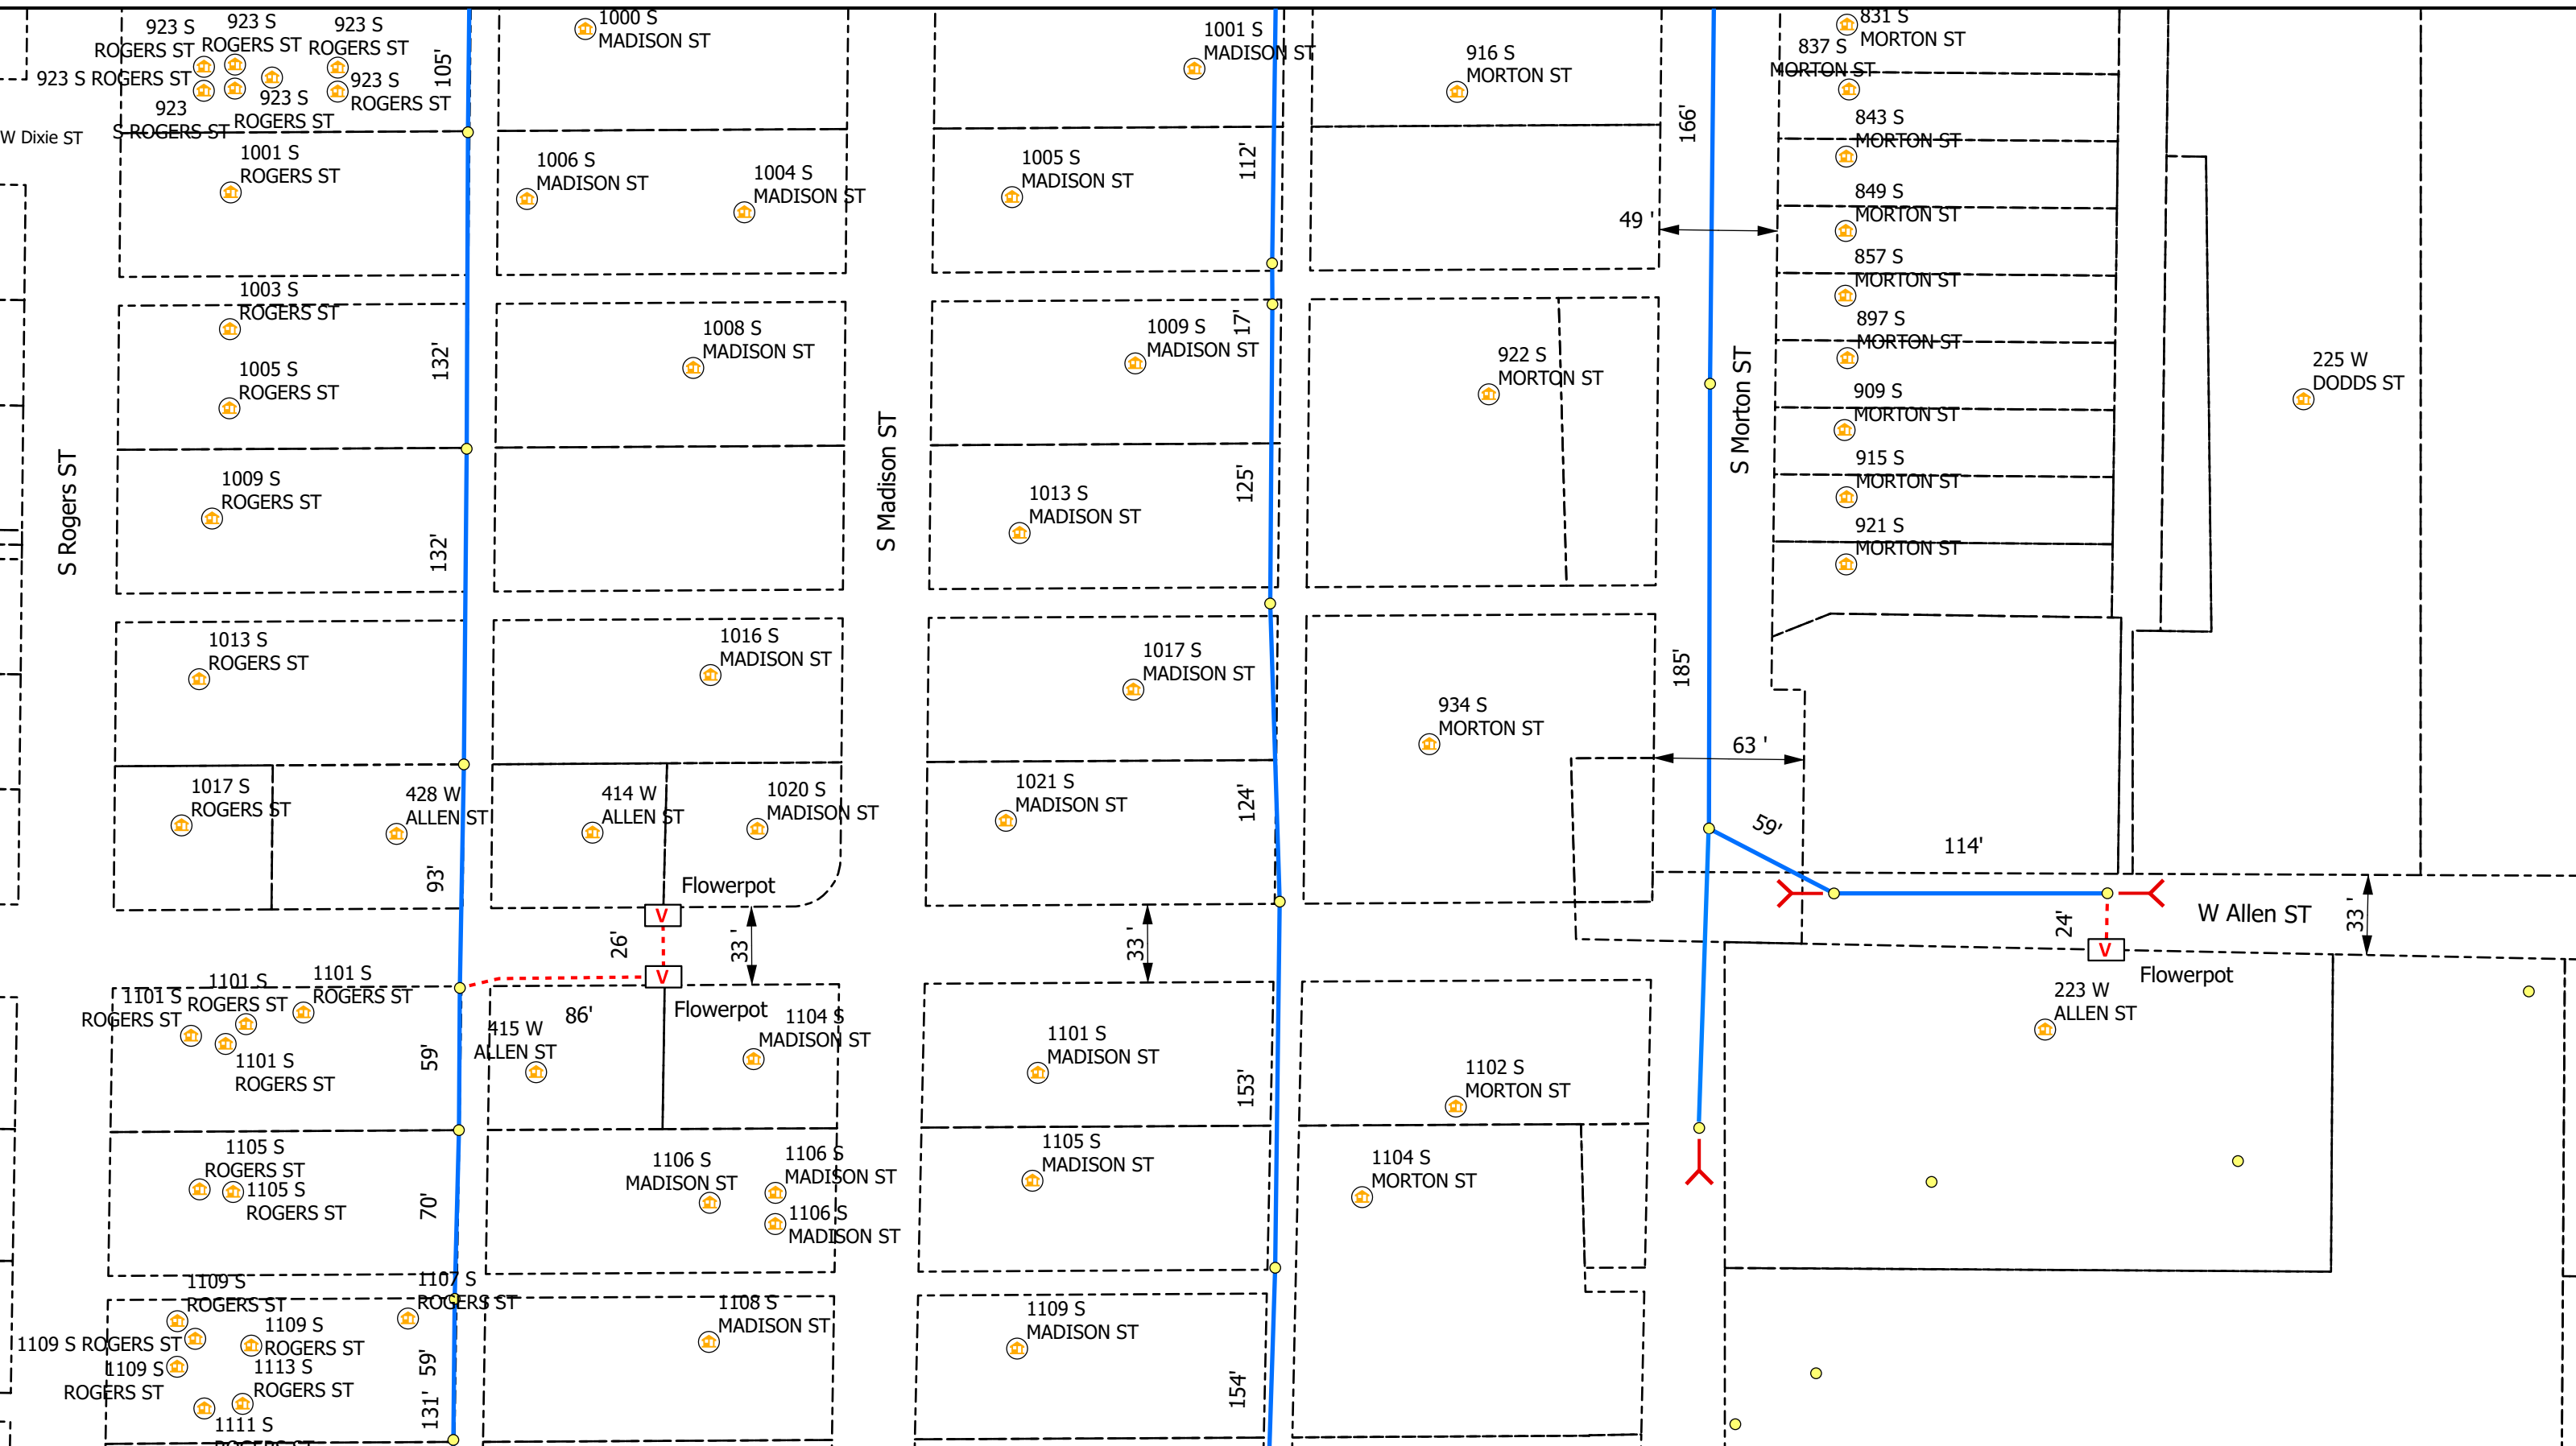 923 S
ROGERS ST
923 S
ROGERS ST
923 S
ROGERS ST
923 S ROGERS ST
923 S
ROGERS ST
923
S ROGERS ST
923 S
ROGERS ST
105'
1000 S
MADISON ST
1001 S
MADISON ST
916 S
MORTON ST
831 S
MORTON ST
837 S
MORTON ST
W Dixie ST
1001 S
ROGERS ST
1006 S
MADISON ST
1004 S
MADISON ST
1005 S
MADISON ST
112'
166'
843 S
MORTON ST
849 S
MORTON ST
49 '
857 S
MORTON ST
1003 S
ROGERS ST
1005 S
ROGERS ST
132'
1008 S
MADISON ST
1009 S
MADISON ST
17'
922 S
MORTON ST
897 S
MORTON ST
225 W
DODDS ST
909 S
MORTON ST
S Rogers ST
S Madison ST
S Morton ST
1009 S
ROGERS ST
132'
1013 S
MADISON ST
125'
915 S
MORTON ST
921 S
MORTON ST
1013 S
ROGERS ST
1016 S
MADISON ST
1017 S
MADISON ST
185'
934 S
MORTON ST
63 '
1017 S
ROGERS ST
428 W
ALLEN ST
93'
414 W
ALLEN ST
1020 S
MADISON ST
1021 S
MADISON ST
124'
59'
114'
Flowerpot
V
26'
33 '
33 '
V
Flowerpot
86'
W Allen ST
24'
33 '
V
Flowerpot
1101 S
ROGERS ST
1101 S
ROGERS ST
1101 S
ROGERS ST
1101 S
ROGERS ST
59'
415 W
ALLEN ST
1104 S
MADISON ST
1101 S
MADISON ST
153'
1102 S
MORTON ST
223 W
ALLEN ST
1105 S
ROGERS ST
1105 S
ROGERS ST
70'
1106 S
MADISON ST
1106 S
MADISON ST
1106 S
MADISON ST
1105 S
MADISON ST
1104 S
MORTON ST
1109 S
ROGERS ST
1107 S
ROGERS ST
1109 S ROGERS ST
1109 S
ROGERS ST
1109 S
ROGERS ST
1113 S
ROGERS ST
59'
131'
1108 S
MADISON ST
1109 S
MADISON ST
154'
1111 S
ROGERS ST